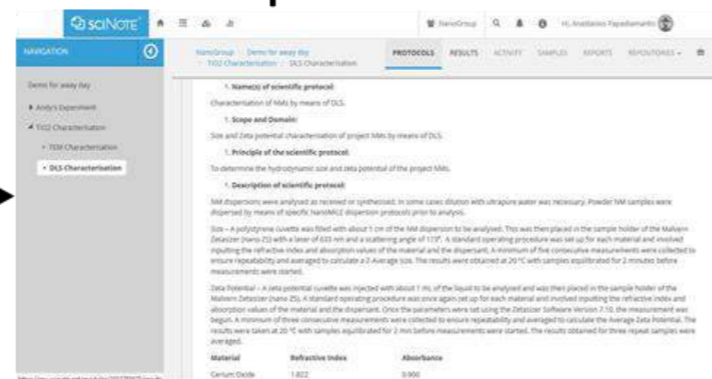 SCINOTE
NanoGroup
Hi, Anastasios Papadiamantis
NAVIGATION
NanoGroup Demo for away day
TiO2 Characterisation DLS Characterisation
PROTOCOLS RESULTS ACTIVITY SAMPLES REPORTS REPOSITORIES
Demo for away day
Andy's Experiment
TiO2 Characterisation
TEM Characterisation
DLS Characterisation
1. Name(s) of scientific protocol:
Characterisation of NMs by means of DLS.
1. Scope and Domain:
Size and Zeta potential characterisation of project NMs by means of DLS.
1. Principle of the scientific protocol:
To determine the hydrodynamic size and zeta potential of the project NMs.
1. Description of scientific protocol:
NM dispersions were analysed as received or synthesised. In some cases dilution with ultrapure water was necessary. Powder NM samples were
dispersed by means of specific NanoMILE dispersion protocols prior to analysis.
Size – A polystyrene cuvette was filled with about 1 cm of the NM dispersion to be analysed. This was then placed in the sample holder of the Malvern
Zetasizer (nano ZS) with a laser of 633 nm and a scattering angle of 173°. A standard operating procedure was set up for each material and involved
inputting the refractive index and absorption values of the material and the dispersant. A minimum of five consecutive measurements were collected to
ensure repeatability and averaged to calculate a Z-Average size. The results were obtained at 20 °C with samples equilibrated for 2 minutes before
measurements were started.
Zeta Potential – A zeta potential cuvette was injected with about 1 mL of the liquid to be analysed and was then placed in the sample holder of the
Malvern Zetasizer (nano ZS). A standard operating procedure was once again set up for each material and involved inputting the refractive index and
absorption values of the material and the dispersant. Once the parameters were set using the Zetasizer Software Version 7.10, the measurement was
begun. A minimum of three consecutive measurements were collected to ensure repeatability and averaged to calculate the Average Zeta Potential. The
results were taken at 20 °C with samples equilibrated for 2 min before measurements were started. The results obtained for three repeat samples were
averaged.
Material Refractive Index Absorbance
Cerium Oxide 1.822 0.900